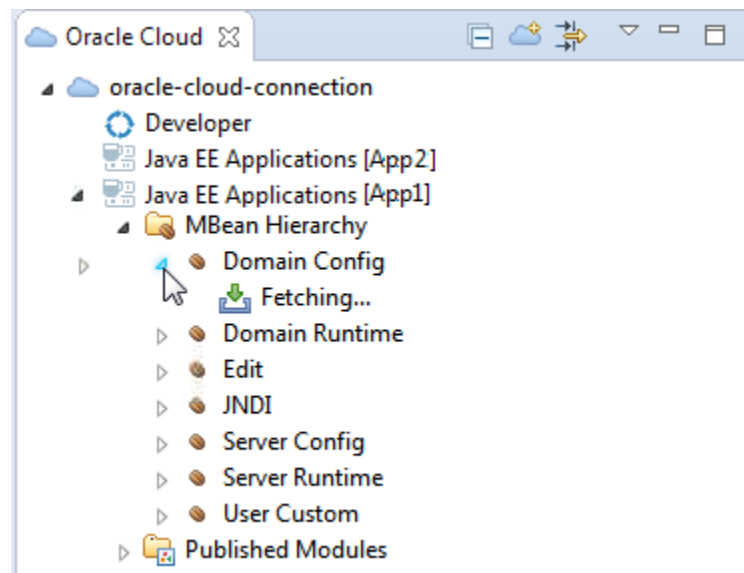 Oracle Cloud
oracle-cloud-connection
Developer
Java EE Applications [App2]
Java EE Applications [App1]
MBean Hierarchy
Domain Config
Fetching...
Domain Runtime
Edit
JNDI
Server Config
Server Runtime
User Custom
Published Modules